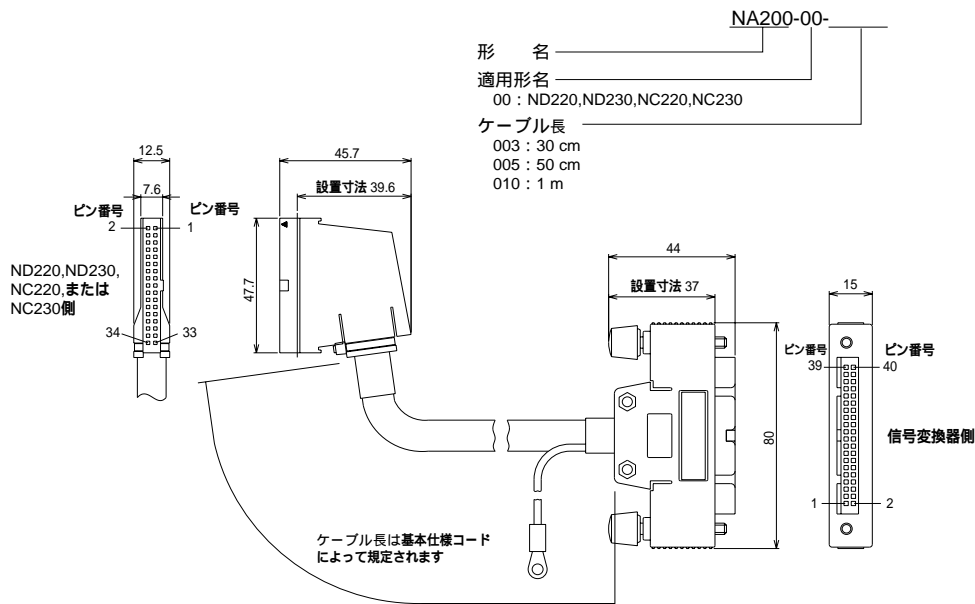 NA200-00-
形　　名
適用形名
00：ND220,ND230,NC220,NC230
ケーブル長
003：30 cm
005：50 cm
010：1 m
12.5
7.6
ピン番号
ピン番号
2
1
ND220,ND230,
NC220,または
NC230側
34
33
45.7
設置寸法 39.6
47.7
44
設置寸法 37
80
15
ピン番号
ピン番号
39
40
信号変換器側
1
2
ケーブル長は基本仕様コード
によって規定されます